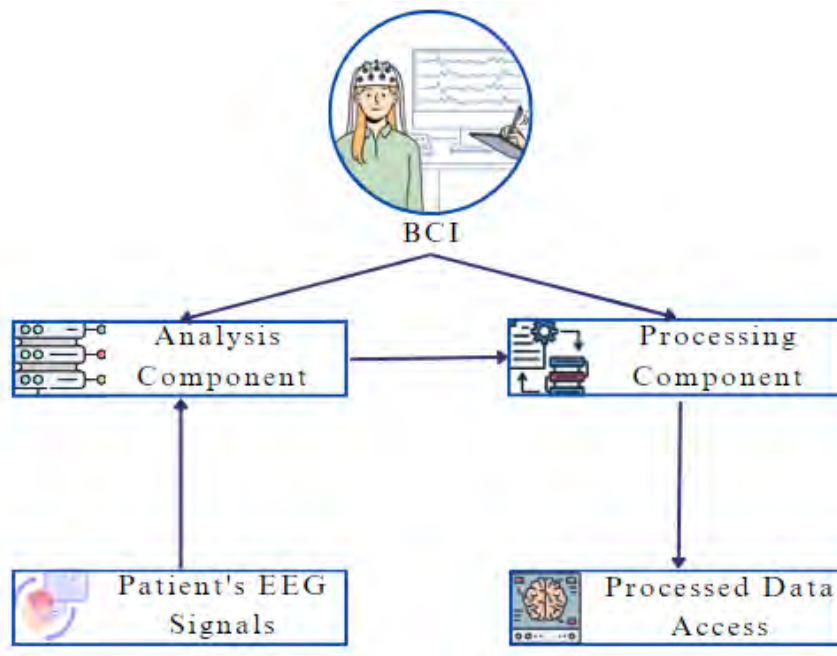 BCI
Analysis
Component
Processing
Component
Patient's EEG
Signals
Processed Data
Access